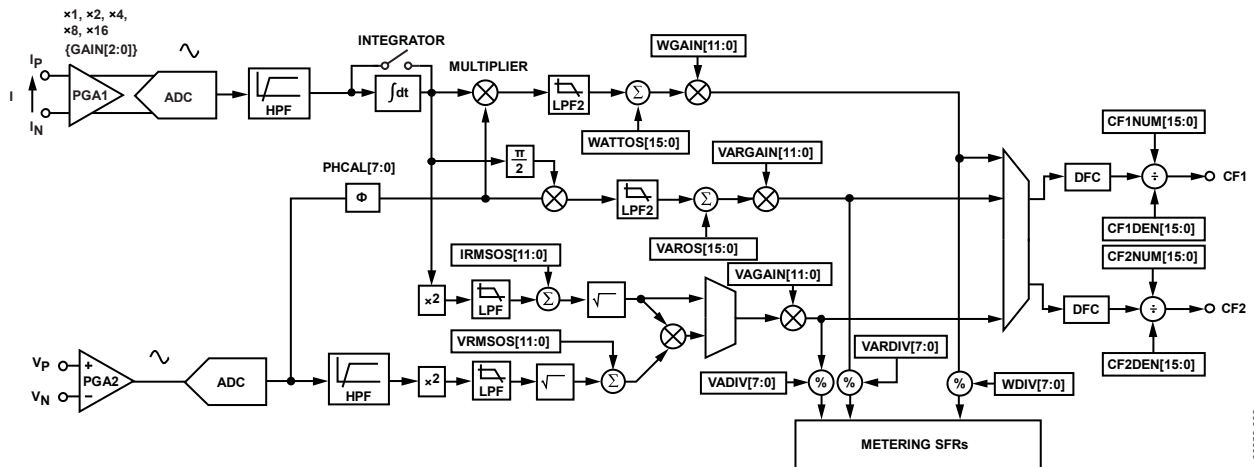 ×1, ×2, ×4,
×8, ×16
{GAIN[2:0]}
IP
I
IN
PGA1
ADC
HPF
INTEGRATOR
∫dt
MULTIPLIER
LPF2
Σ
WATTOS[15:0]
WGAIN[11:0]
π
2
PHCAL[7:0]
Φ
LPF2
Σ
VAROS[15:0]
VARGAIN[11:0]
IRMSOS[11:0]
×2
LPF
Σ
√
VAGAIN[11:0]
VRMSOS[11:0]
VP
VN
+
−
PGA2
ADC
HPF
×2
LPF
√
Σ
VADIV[7:0]
%
%
VARDIV[7:0]
%
WDIV[7:0]
METERING SFRs
CF1NUM[15:0]
DFC
÷
CF1
CF1DEN[15:0]
CF2NUM[15:0]
DFC
÷
CF2
CF2DEN[15:0]